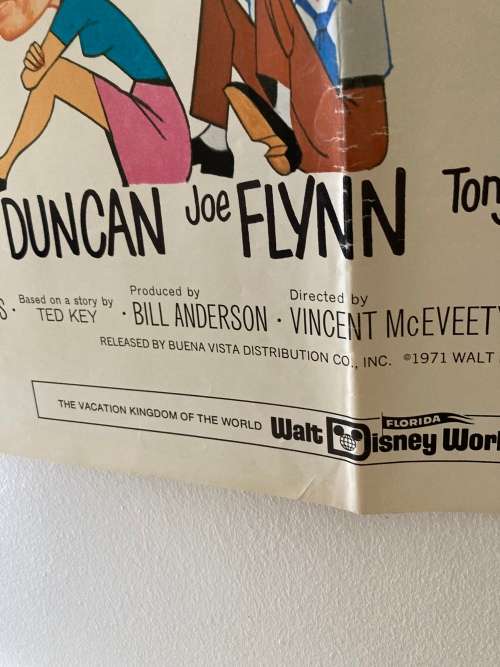 DUNCAN Joe FLYNN Ton
S. Based on a story by TED KEY · Produced by BILL ANDERSON · Directed by VINCENT McEVEETY
RELEASED BY BUENA VISTA DISTRIBUTION CO., INC. ©1971 WALT
THE VACATION KINGDOM OF THE WORLD Walt Disney Worl
FLORIDA